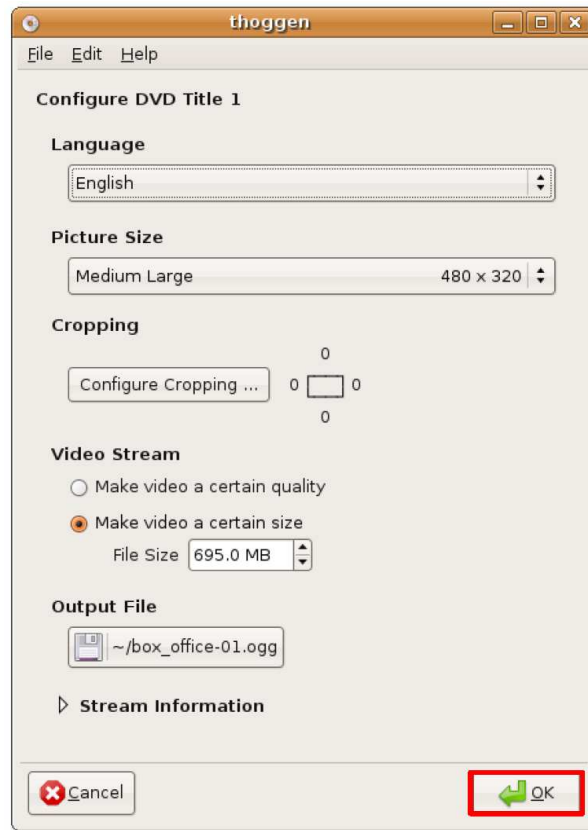 thoggen
File Edit Help
Configure DVD Title 1
Language
English
Picture Size
Medium Large 480 x 320
Cropping
0
Configure Cropping ... 0 0
0
Video Stream
Make video a certain quality
Make video a certain size
File Size 695.0 MB
Output File
~/box_office-01.ogg
Stream Information
Cancel OK